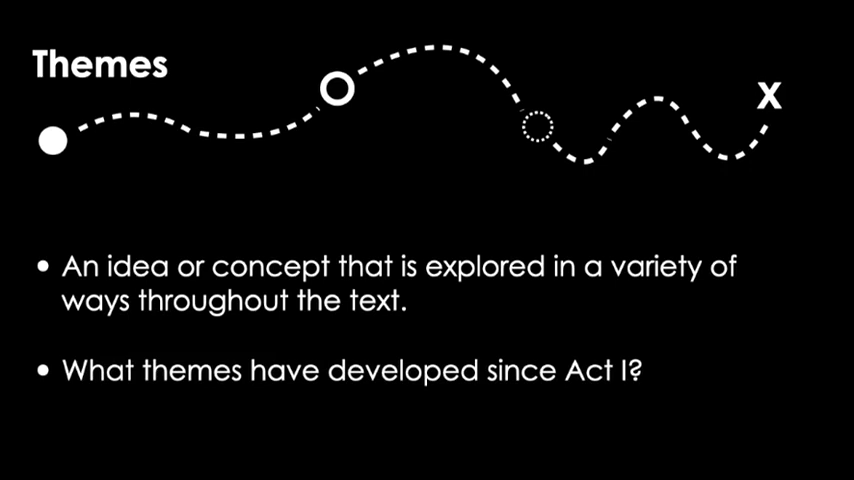 Themes
X
• An idea or concept that is explored in a variety of
ways throughout the text.
• What themes have developed since Act I?